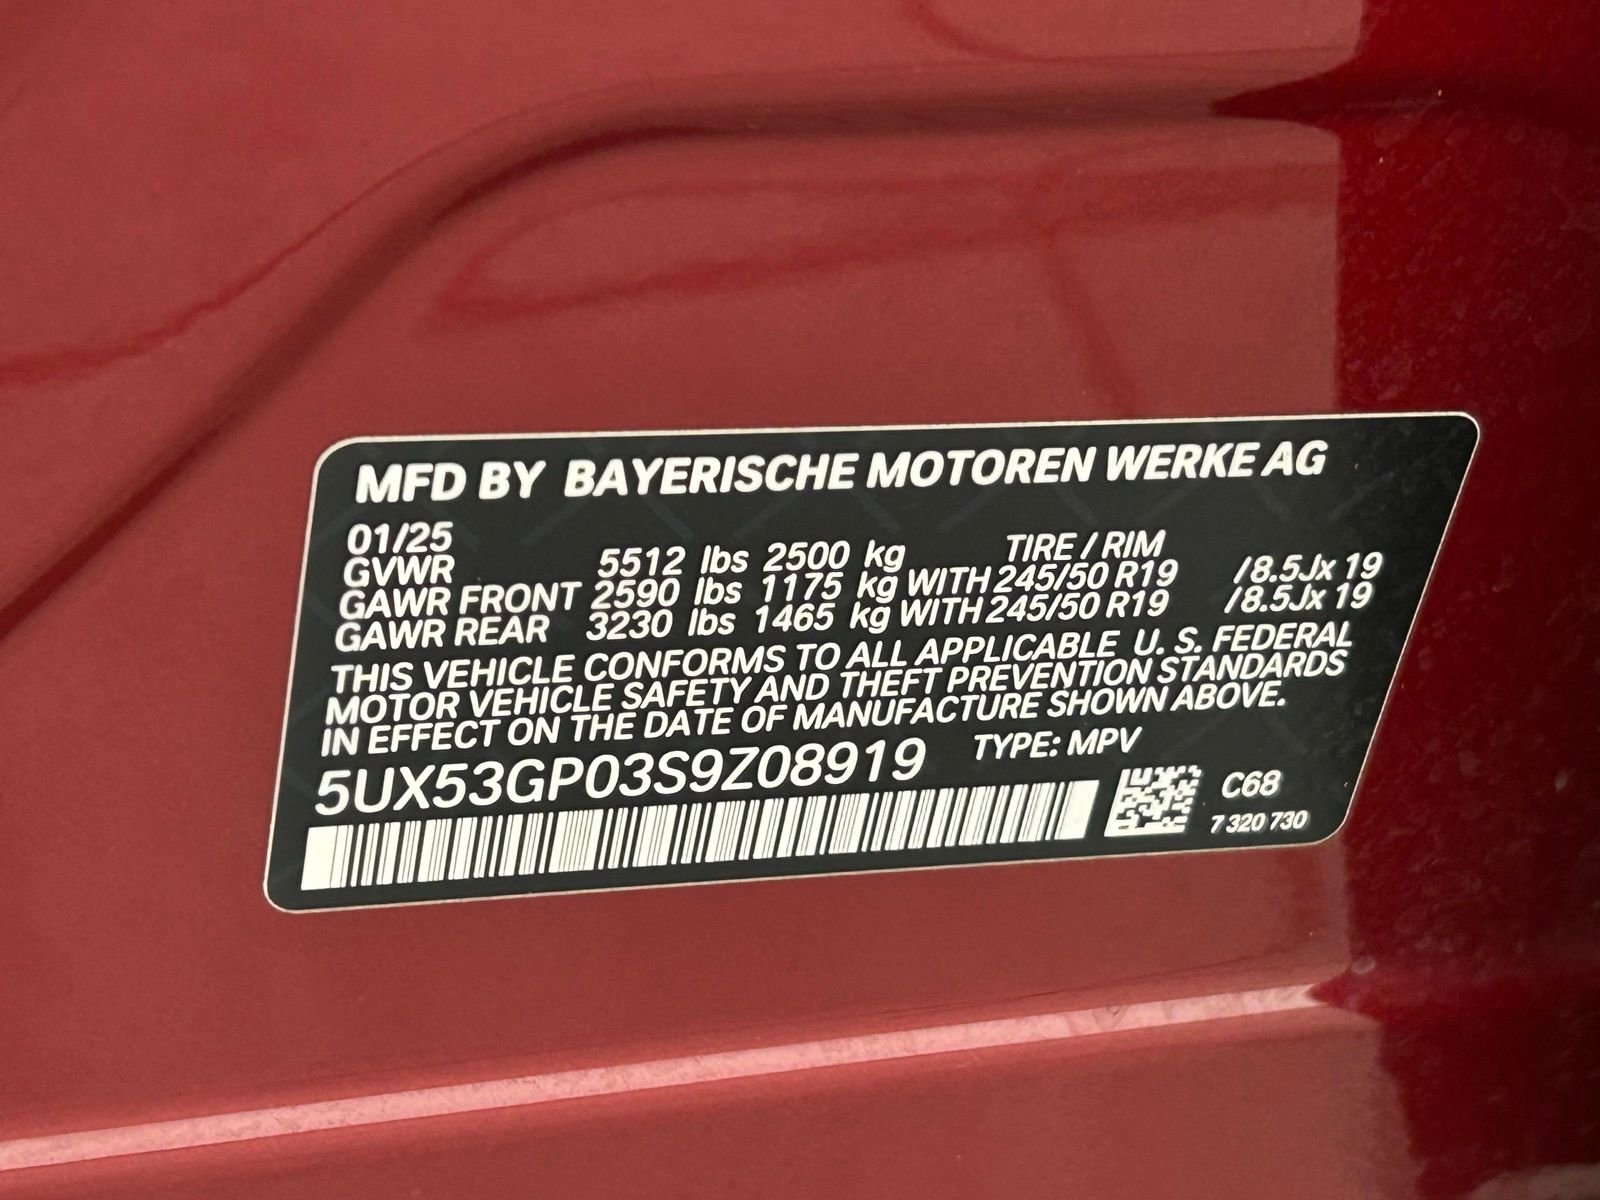 MFD BY BAYERISCHE MOTOREN WERKE AG
01/25 TIRE / RIM
GVWR 5512 lbs 2500 kg
GAWR FRONT 2590 lbs 1175 kg WITH 245/50 R19 /8.5Jx 19
GAWR REAR 3230 lbs 1465 kg WITH 245/50 R19 /8.5Jx 19
THIS VEHICLE CONFORMS TO ALL APPLICABLE U. S. FEDERAL
MOTOR VEHICLE SAFETY AND THEFT PREVENTION STANDARDS
IN EFFECT ON THE DATE OF MANUFACTURE SHOWN ABOVE.
5UX53GP03S9Z08919 TYPE: MPV
C68
7 320 730